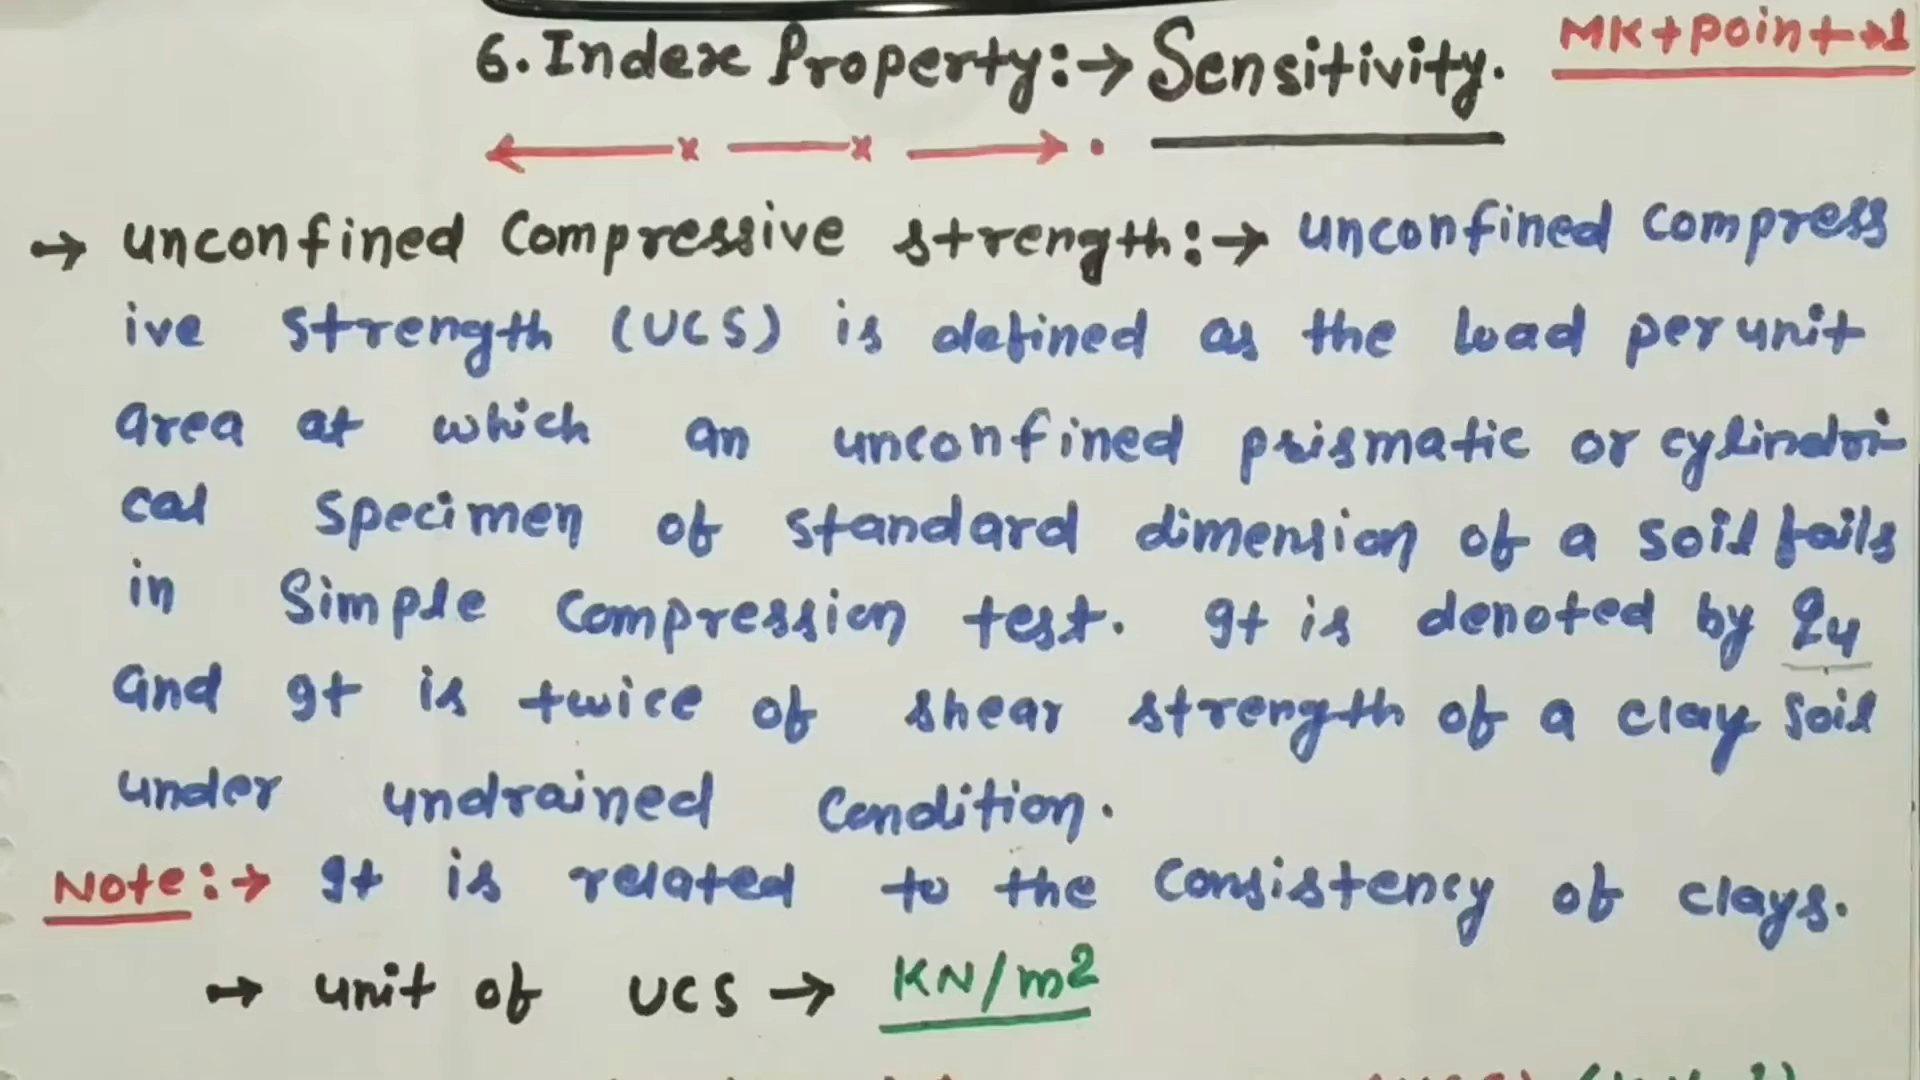 6. Index Property:→ Sensitivity.
MK+point→1
→ unconfined Compressive strength:→ unconfined compress
ive strength (UCS) is defined as the load per unit
area at which an unconfined prismatic or cylindri-
cal specimen of standard dimension of a soil fails
in Simple Compression test. It is denoted by qu
and It is twice of shear strength of a clay soil
under undrained Condition.
Note:→ It is related to the Consistency of clays.
→ unit of UCS → KN/m2